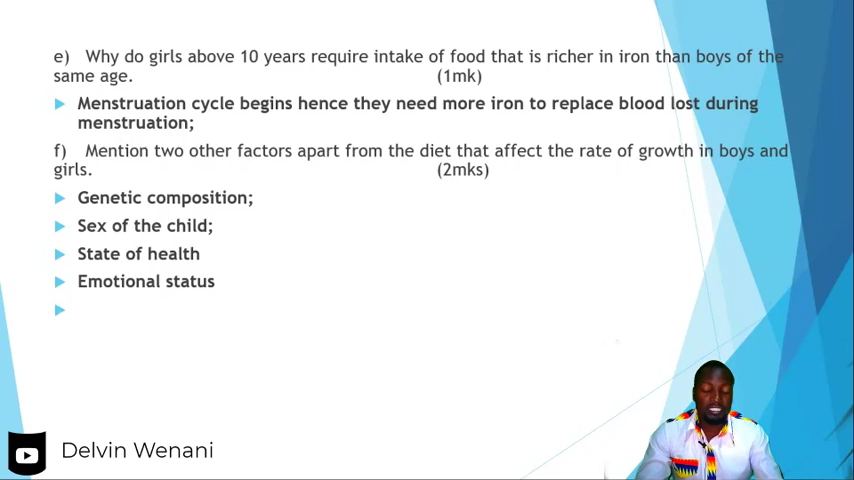 e) Why do girls above 10 years require intake of food that is richer in iron than boys of the
same age. (1mk)
Menstruation cycle begins hence they need more iron to replace blood lost during
menstruation;
f) Mention two other factors apart from the diet that affect the rate of growth in boys and
girls. (2mks)
Genetic composition;
Sex of the child;
State of health
Emotional status
Delvin Wenani